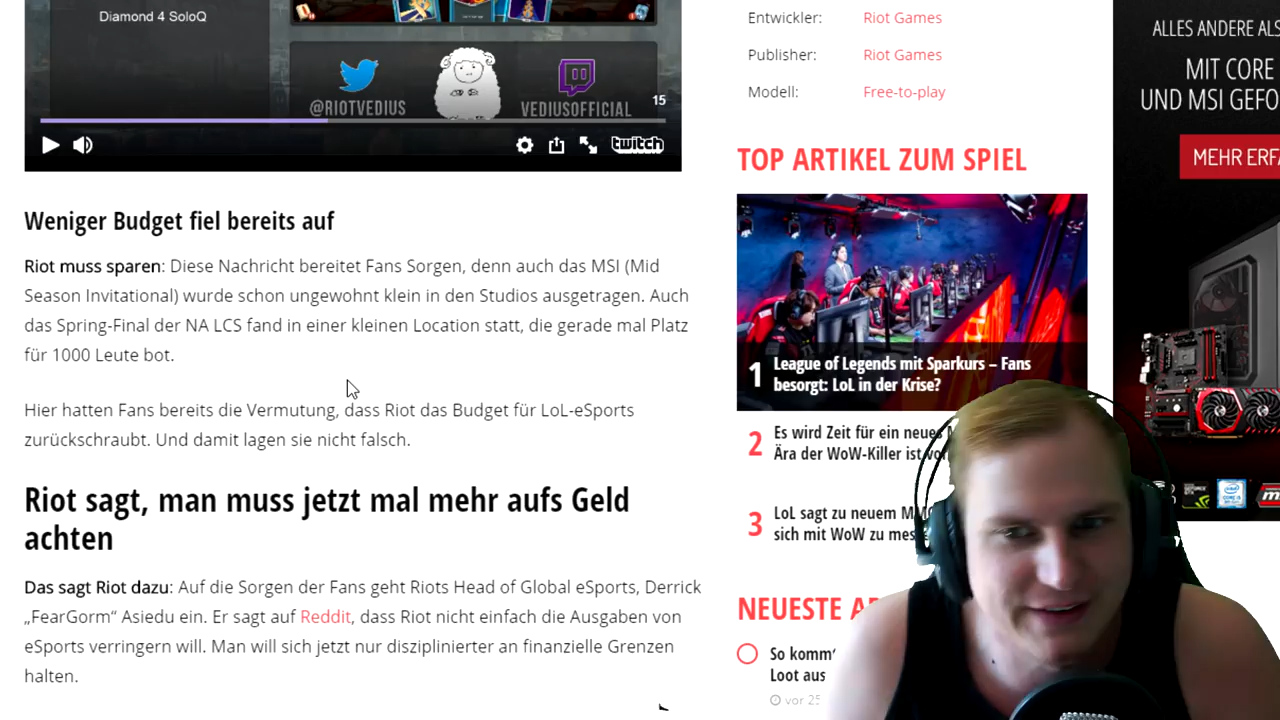 Diamond 4 SoloQ
@RIOTVEDIUS
VEDIUSOFFICIAL
15
twitch
Weniger Budget fiel bereits auf
Riot muss sparen: Diese Nachricht bereitet Fans Sorgen, denn auch das MSI (Mid
Season Invitational) wurde schon ungewohnt klein in den Studios ausgetragen. Auch
das Spring-Final der NA LCS fand in einer kleinen Location statt, die gerade mal Platz
für 1000 Leute bot.
Hier hatten Fans bereits die Vermutung, dass Riot das Budget für LoL-eSports
zurückschraubt. Und damit lagen sie nicht falsch.
Riot sagt, man muss jetzt mal mehr aufs Geld
achten
Das sagt Riot dazu: Auf die Sorgen der Fans geht Riots Head of Global eSports, Derrick
„FearGorm“ Asiedu ein. Er sagt auf Reddit, dass Riot nicht einfach die Ausgaben von
eSports verringern will. Man will sich jetzt nur disziplinierter an finanzielle Grenzen
halten.
Entwickler: Riot Games
Publisher: Riot Games
Modell: Free-to-play
TOP ARTIKEL ZUM SPIEL
1 League of Legends mit Sparkurs – Fans
besorgt: LoL in der Krise?
2 Es wird Zeit für ein neues
Ära der WoW-Killer ist
3 LoL sagt zu neuem
sich mit WoW zu
NEUESTE
So
Loot aus
vor 25
ALLES ANDERE ALS
MIT CORE
UND MSI
MEHR